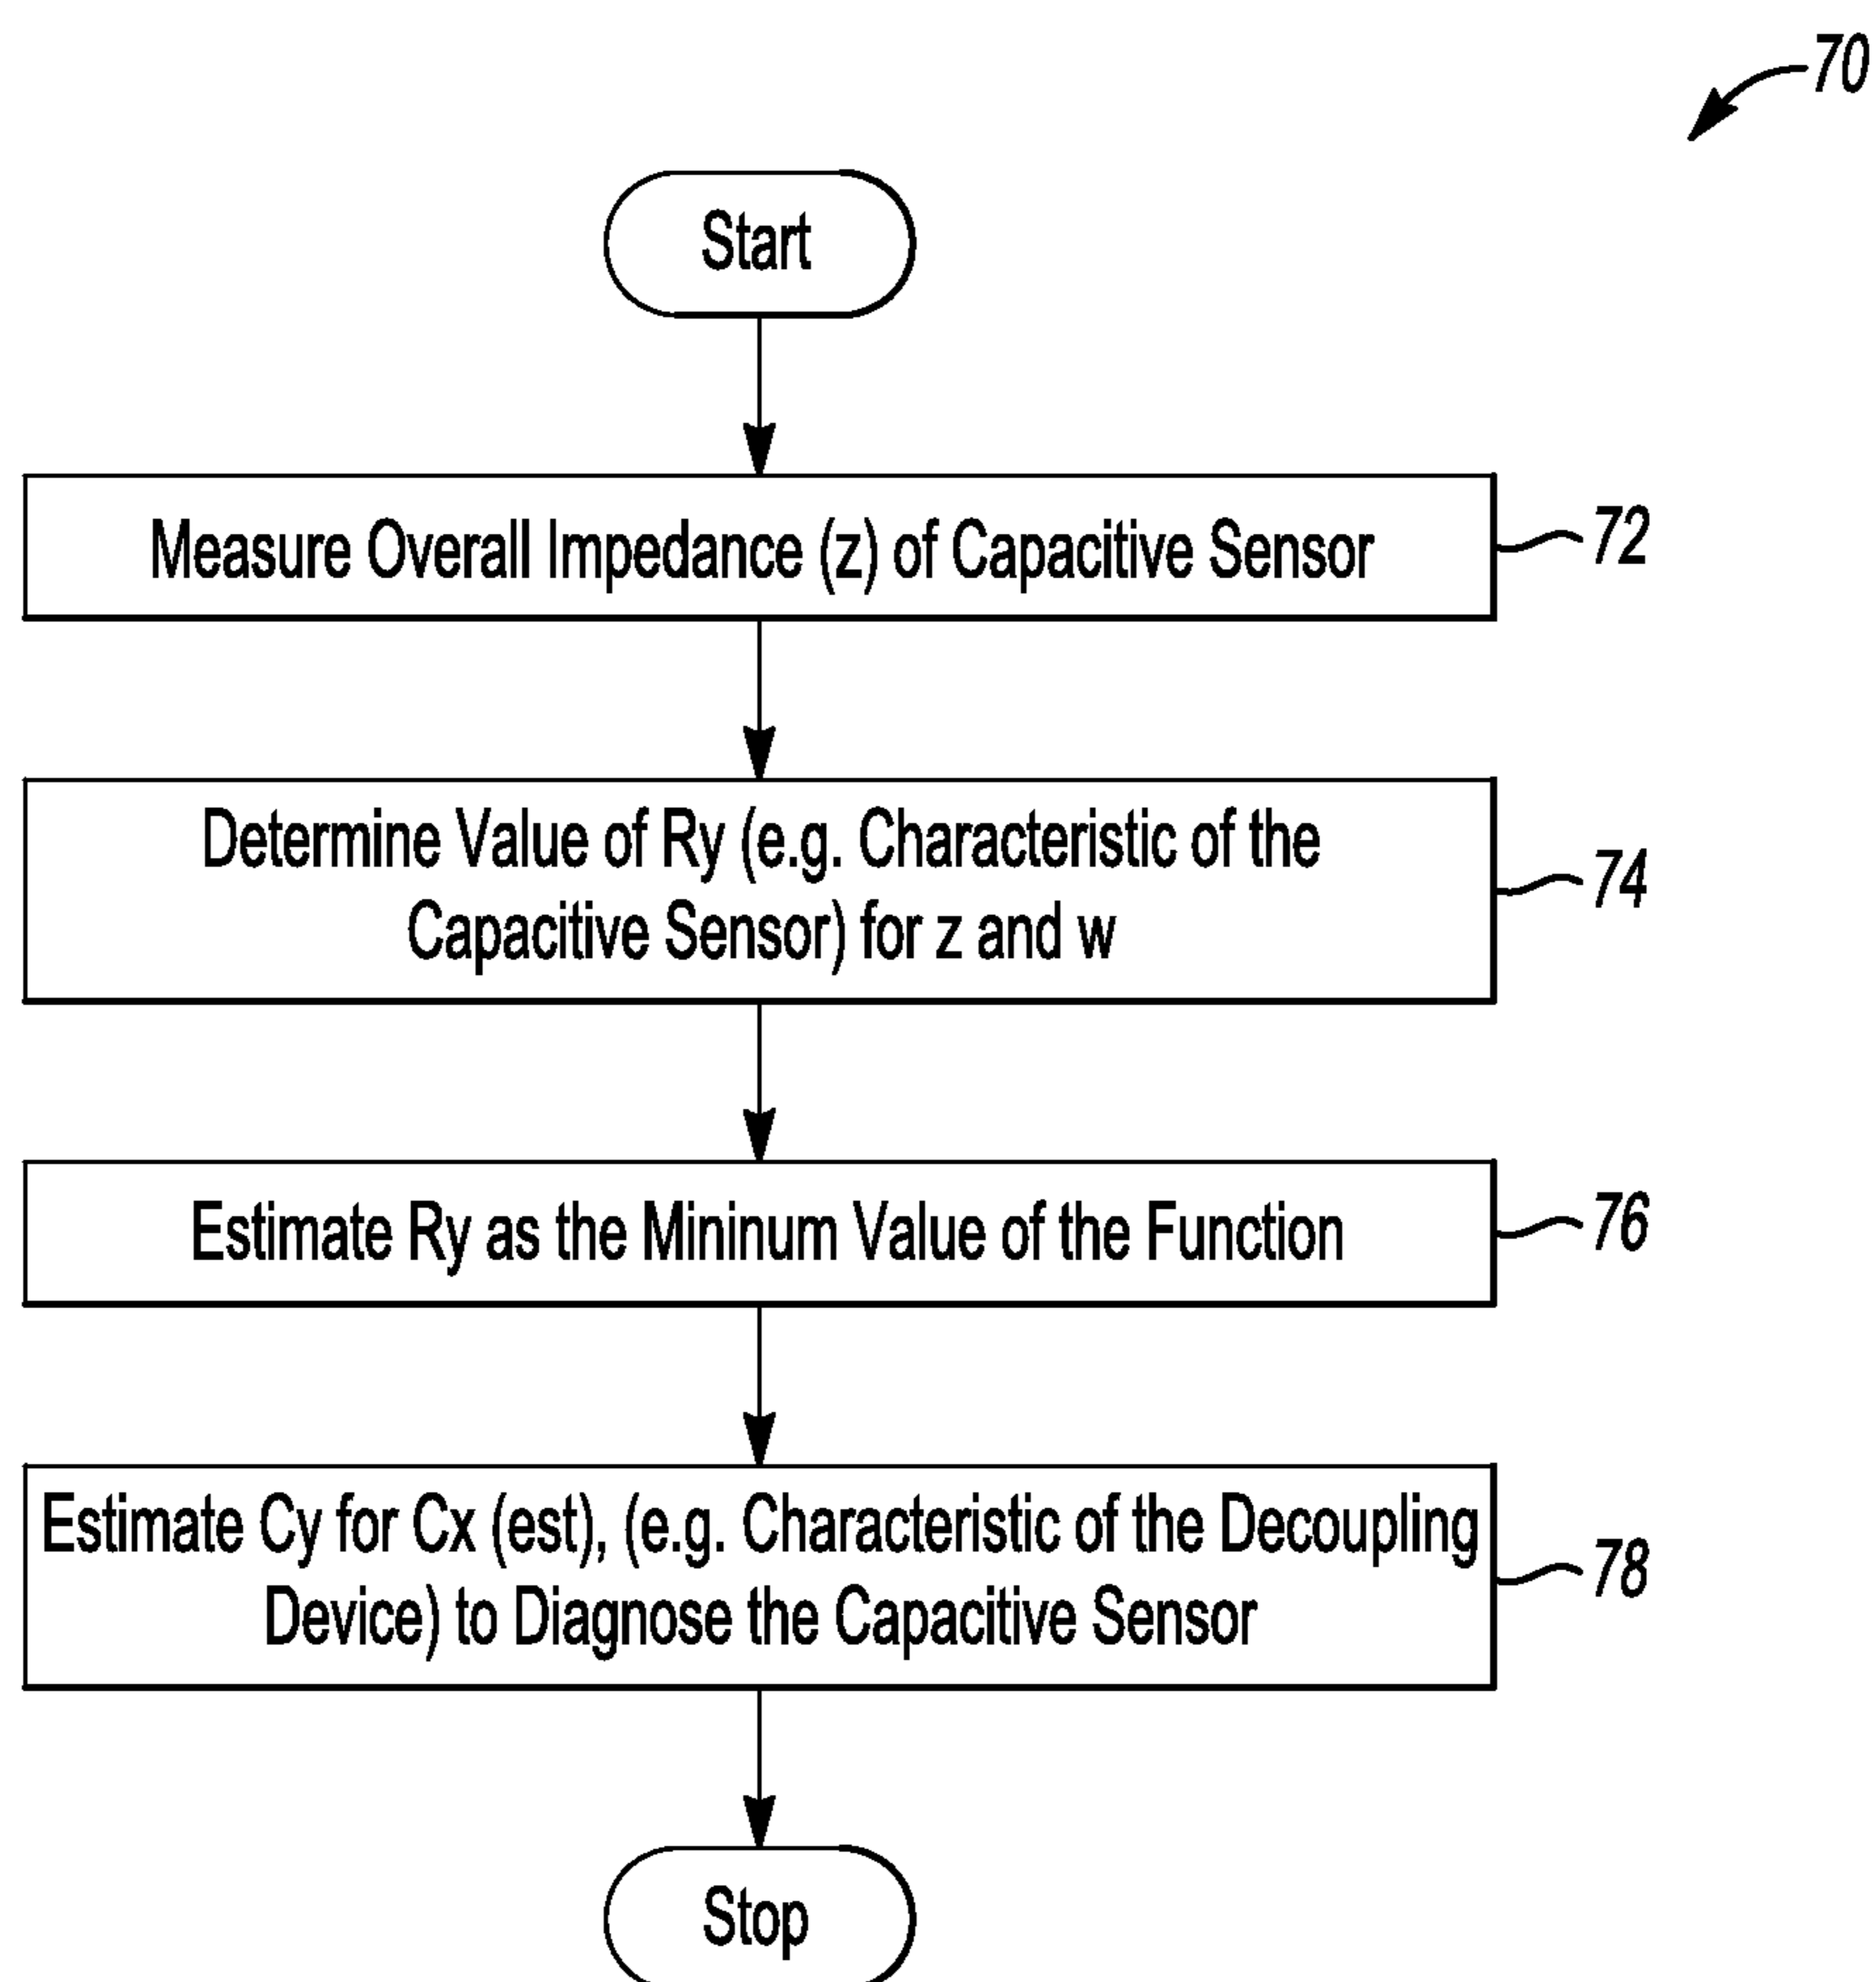 70
Start
Measure Overall Impedance (z) of Capacitive Sensor
72
Determine Value of Ry (e.g. Characteristic of the
Capacitive Sensor) for z and w
74
Estimate Ry as the Mininum Value of the Function
76
Estimate Cy for Cx (est), (e.g. Characteristic of the Decoupling
Device) to Diagnose the Capacitive Sensor
78
Stop